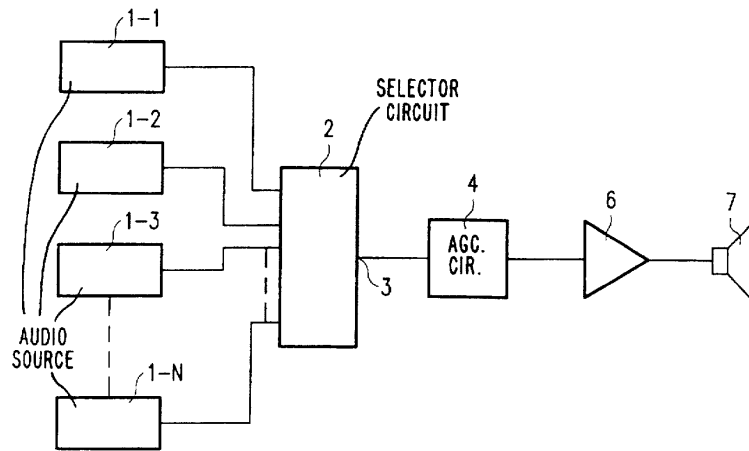 1-1
SELECTOR
CIRCUIT
1-2
2
4
6
7
1-3
AGC.
CIR.
3
AUDIO
SOURCE
1-N